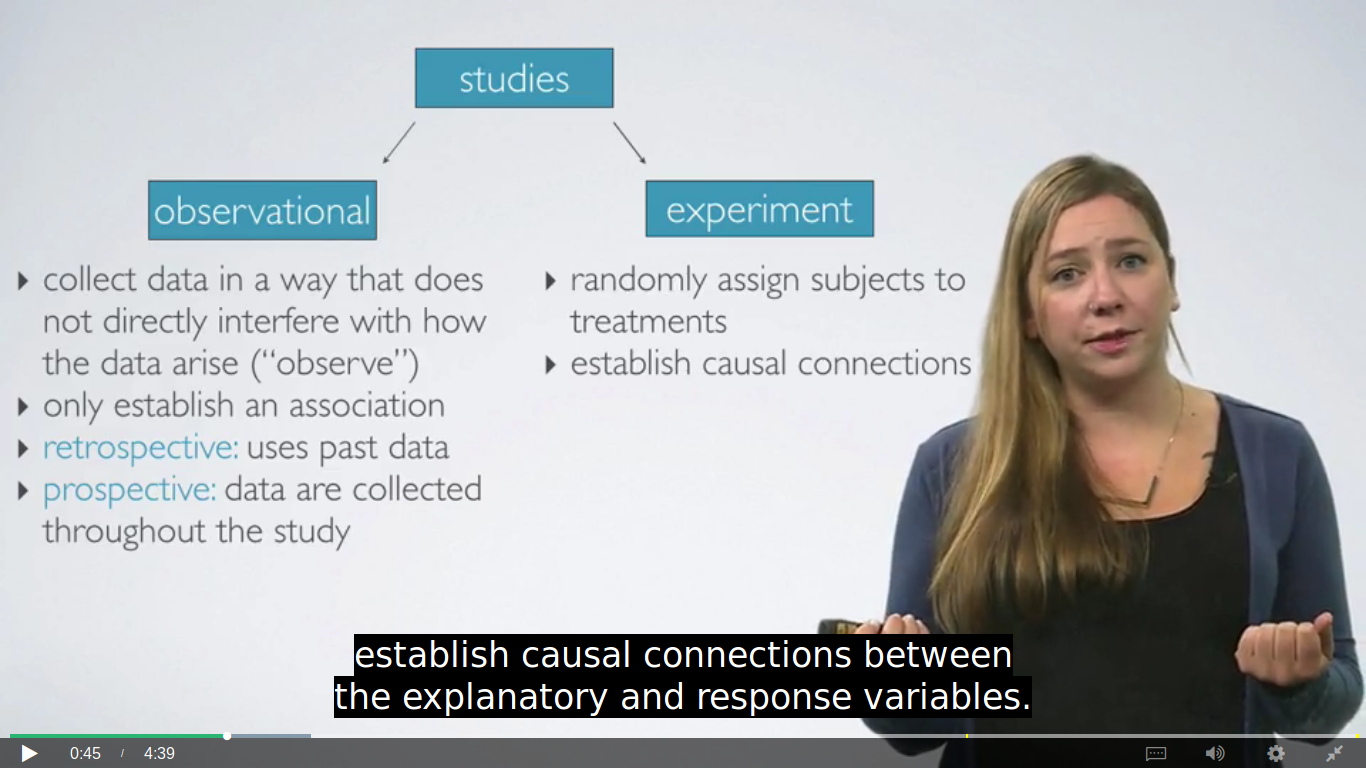 studies
observational
experiment
collect data in a way that does
not directly interfere with how
the data arise (“observe”)
only establish an association
retrospective: uses past data
prospective: data are collected
throughout the study
randomly assign subjects to
treatments
establish causal connections
establish causal connections between
the explanatory and response variables.
0:45 / 4:39